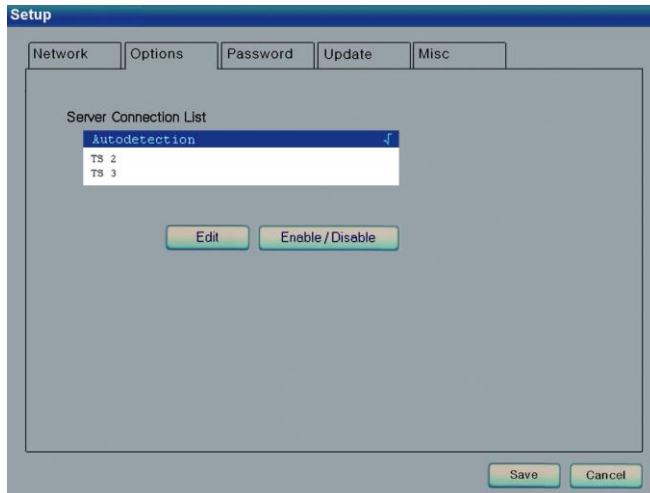 Setup
Network Options Password Update Misc
Server Connection List
Autodetection √
TS 2
TS 3
Edit Enable/Disable
Save Cancel